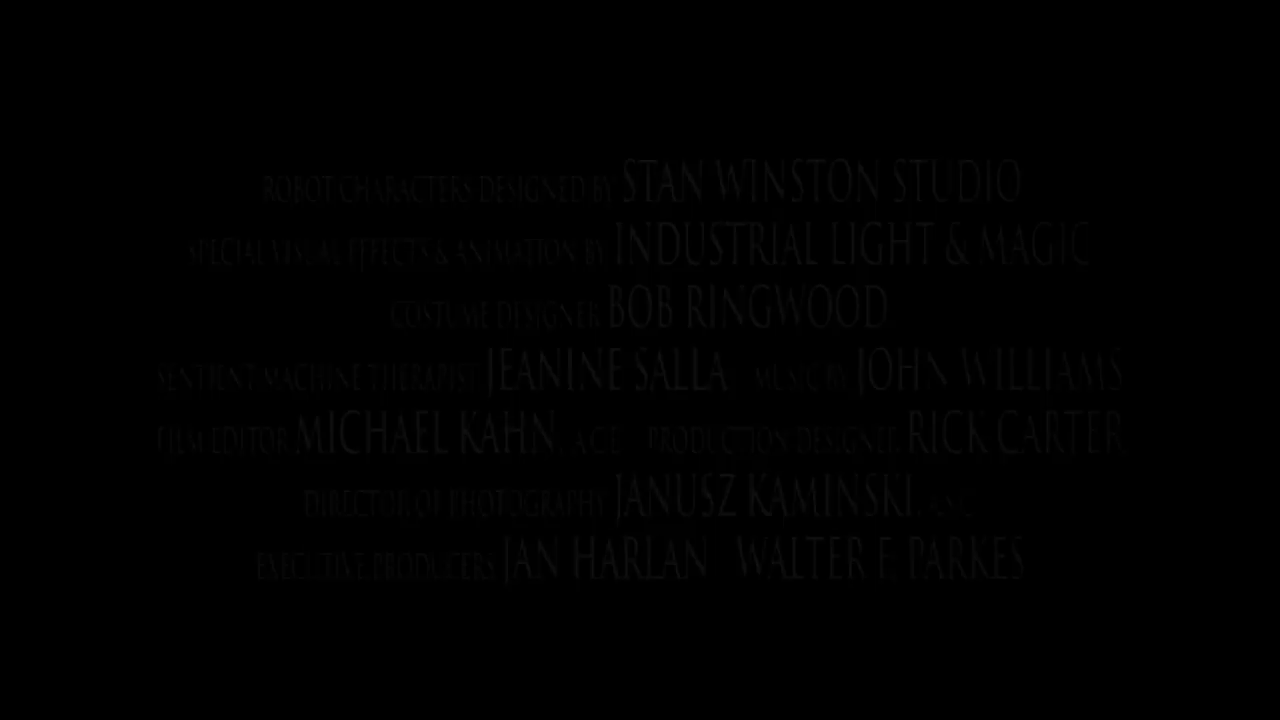 ROBOT CHARACTERS DESIGNED BY STAN WINSTON STUDIO
SPECIAL VISUAL EFFECTS & ANIMATION BY INDUSTRIAL LIGHT & MAGIC
COSTUME DESIGNER BOB RINGWOOD
SENTIENT MACHINE THERAPIST JEANINE SALLA MUSIC BY JOHN WILLIAMS
FILM EDITOR MICHAEL KAHN, A.C.E. PRODUCTION DESIGNER RICK CARTER
DIRECTOR OF PHOTOGRAPHY JANUSZ KAMINSKI, A.S.C.
EXECUTIVE PRODUCERS JAN HARLAN WALTER F. PARKES